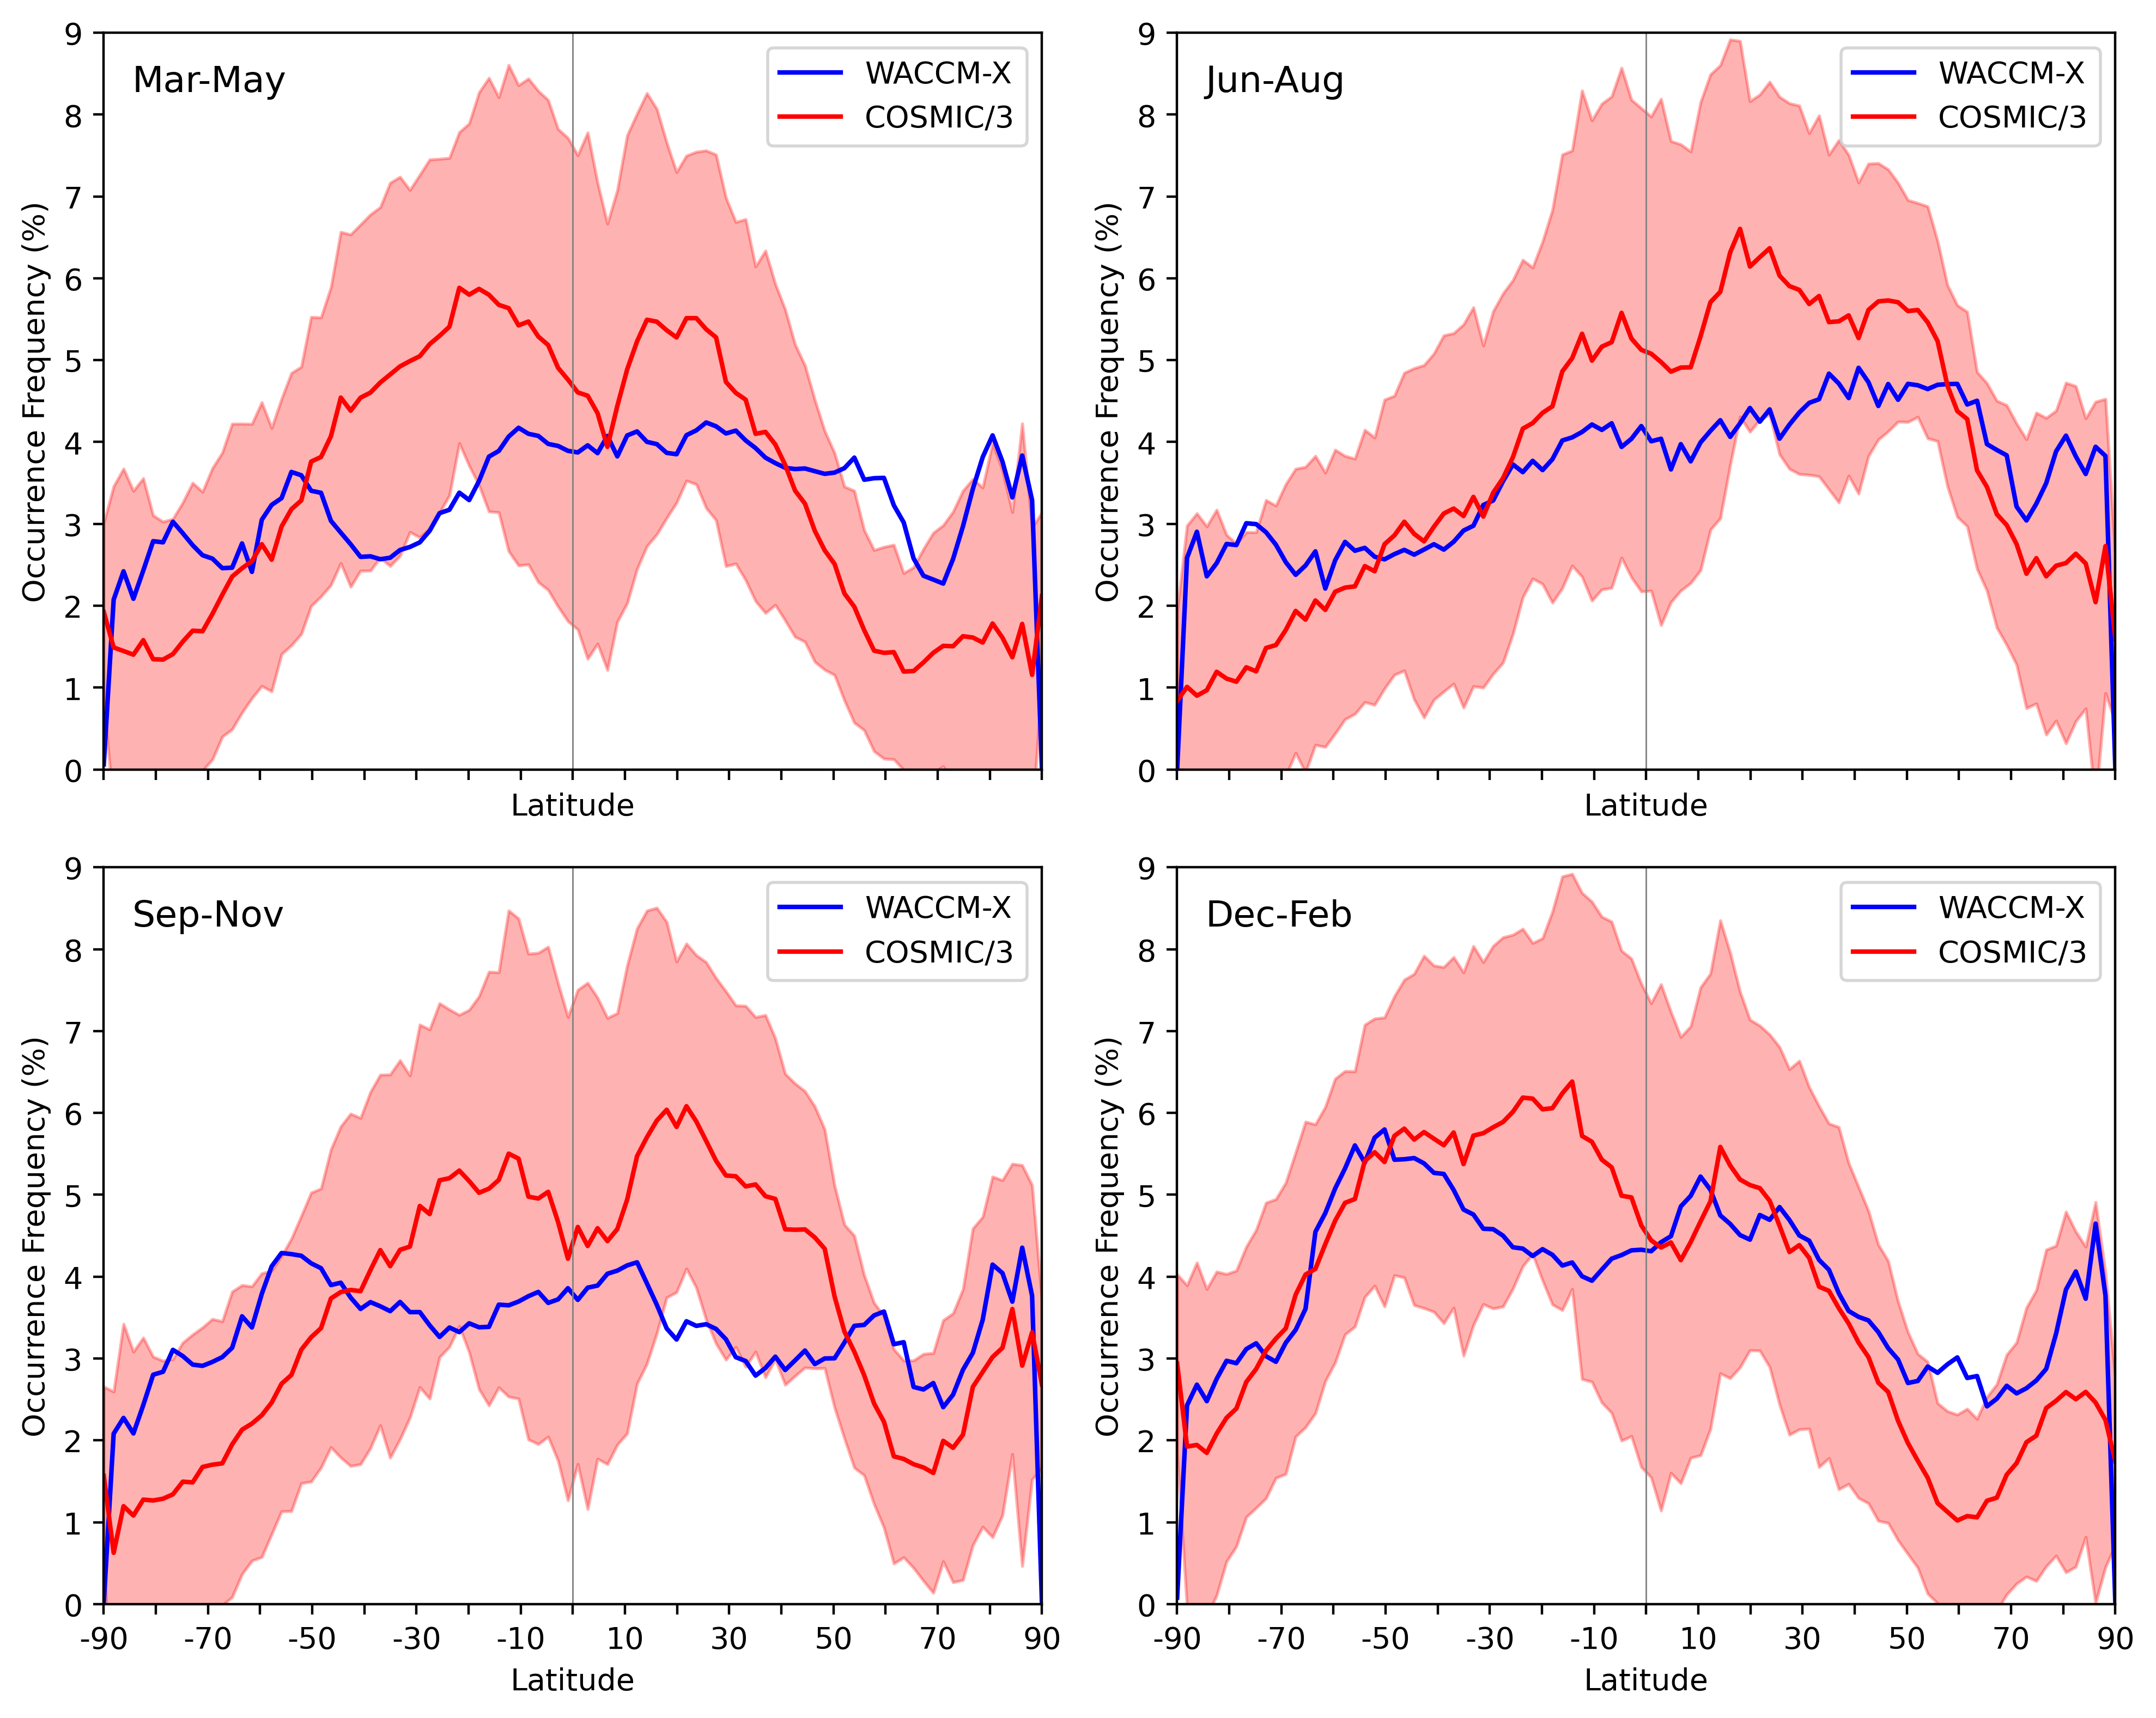 Mar-May
WACCM-X
COSMIC/3
9
8
7
6
5
4
3
2
1
0
Occurrence Frequency (%)
Latitude
Jun-Aug
WACCM-X
COSMIC/3
9
8
7
6
5
4
3
2
1
0
Occurrence Frequency (%)
Latitude
Sep-Nov
WACCM-X
COSMIC/3
9
8
7
6
5
4
3
2
1
0
Occurrence Frequency (%)
-90 -70 -50 -30 -10 10 30 50 70 90
Latitude
Dec-Feb
WACCM-X
COSMIC/3
9
8
7
6
5
4
3
2
1
0
Occurrence Frequency (%)
-90 -70 -50 -30 -10 10 30 50 70 90
Latitude